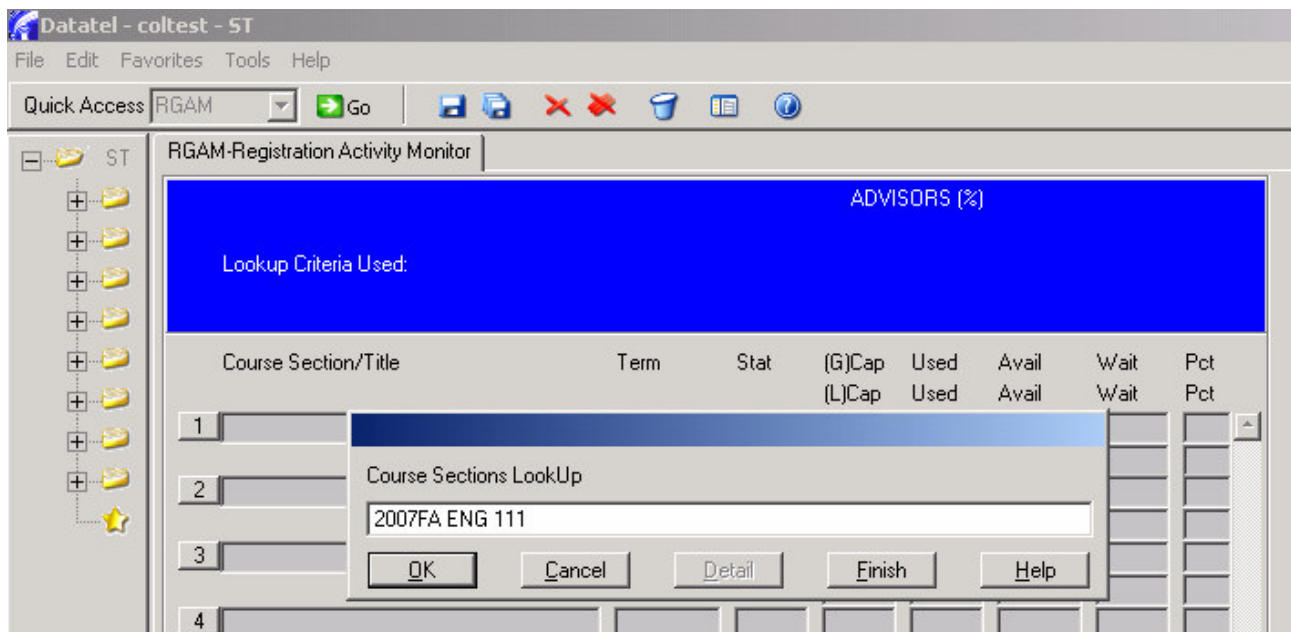 Datatel - coltest - ST
File Edit Favorites Tools Help
Quick Access RGAM Go
ST
RGAM-Registration Activity Monitor
ADVISORS (%)
Lookup Criteria Used:
Course Section/Title Term Stat (G)Cap Used Avail Wait Pct
(L)Cap Used Avail Wait Pct
1
Course Sections LookUp
2
2007FA ENG 111
3
OK Cancel Detail Finish Help
4